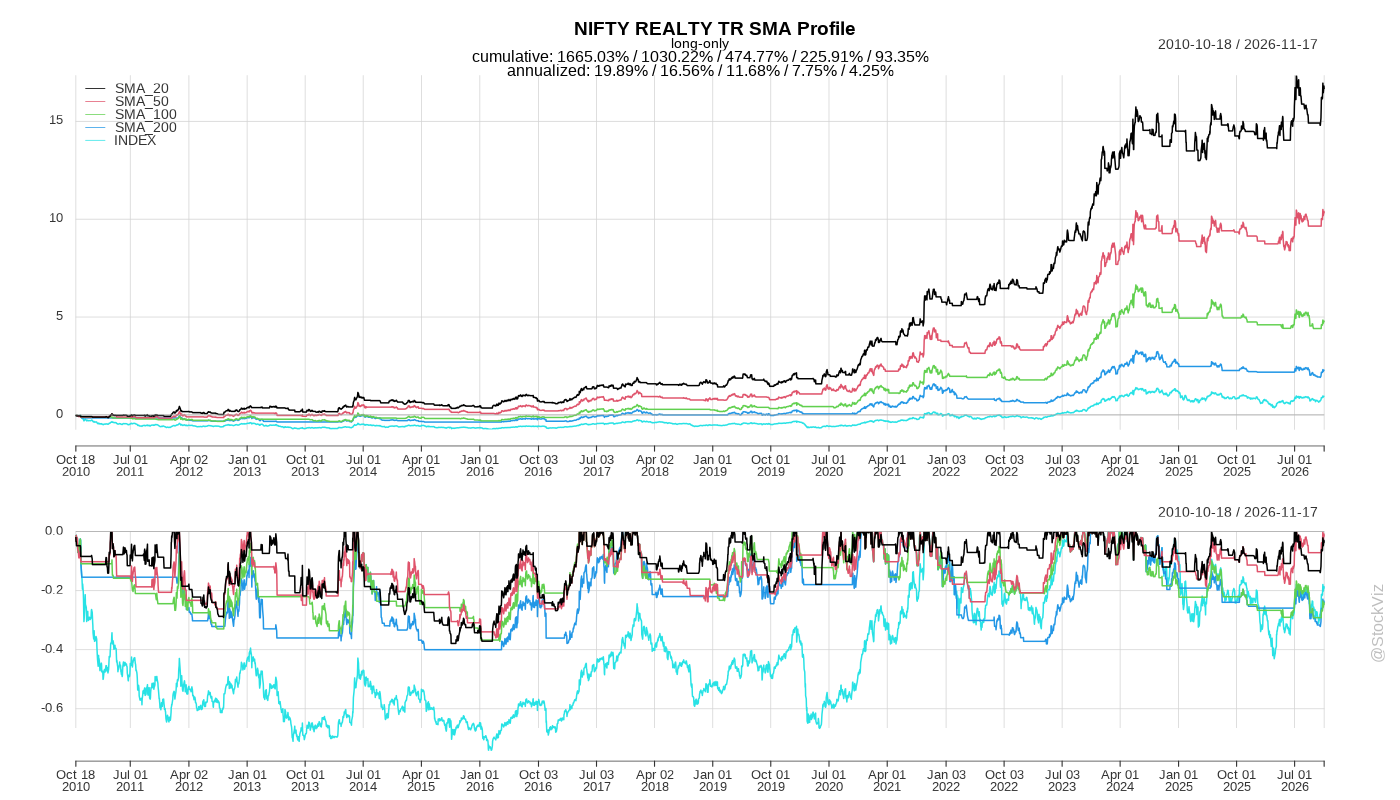 NIFTY REALTY TR SMA Profile
long-only
2010-10-18 / 2026-11-17
cumulative: 1665.03% / 1030.22% / 474.77% / 225.91% / 93.35%
annualized: 19.89% / 16.56% / 11.68% / 7.75% / 4.25%
SMA_20
SMA_50
SMA_100
SMA_200
INDEX
15
10
5
0
Oct 18 Jul 01 Apr 02 Jan 01 Oct 01 Jul 01 Apr 01 Jan 01 Oct 03 Jul 03 Apr 02 Jan 01 Oct 01 Jul 01 Apr 01 Jan 03 Oct 03 Jul 03 Apr 01 Jan 01 Oct 01 Jul 01
2010 2011 2012 2013 2013 2014 2015 2016 2016 2017 2018 2019 2019 2020 2021 2022 2022 2023 2024 2025 2025 2026
2010-10-18 / 2026-11-17
0.0
-0.2
-0.4
-0.6
Oct 18 Jul 01 Apr 02 Jan 01 Oct 01 Jul 01 Apr 01 Jan 01 Oct 03 Jul 03 Apr 02 Jan 01 Oct 01 Jul 01 Apr 01 Jan 03 Oct 03 Jul 03 Apr 01 Jan 01 Oct 01 Jul 01
2010 2011 2012 2013 2013 2014 2015 2016 2016 2017 2018 2019 2019 2020 2021 2022 2022 2023 2024 2025 2025 2026
@StockViz